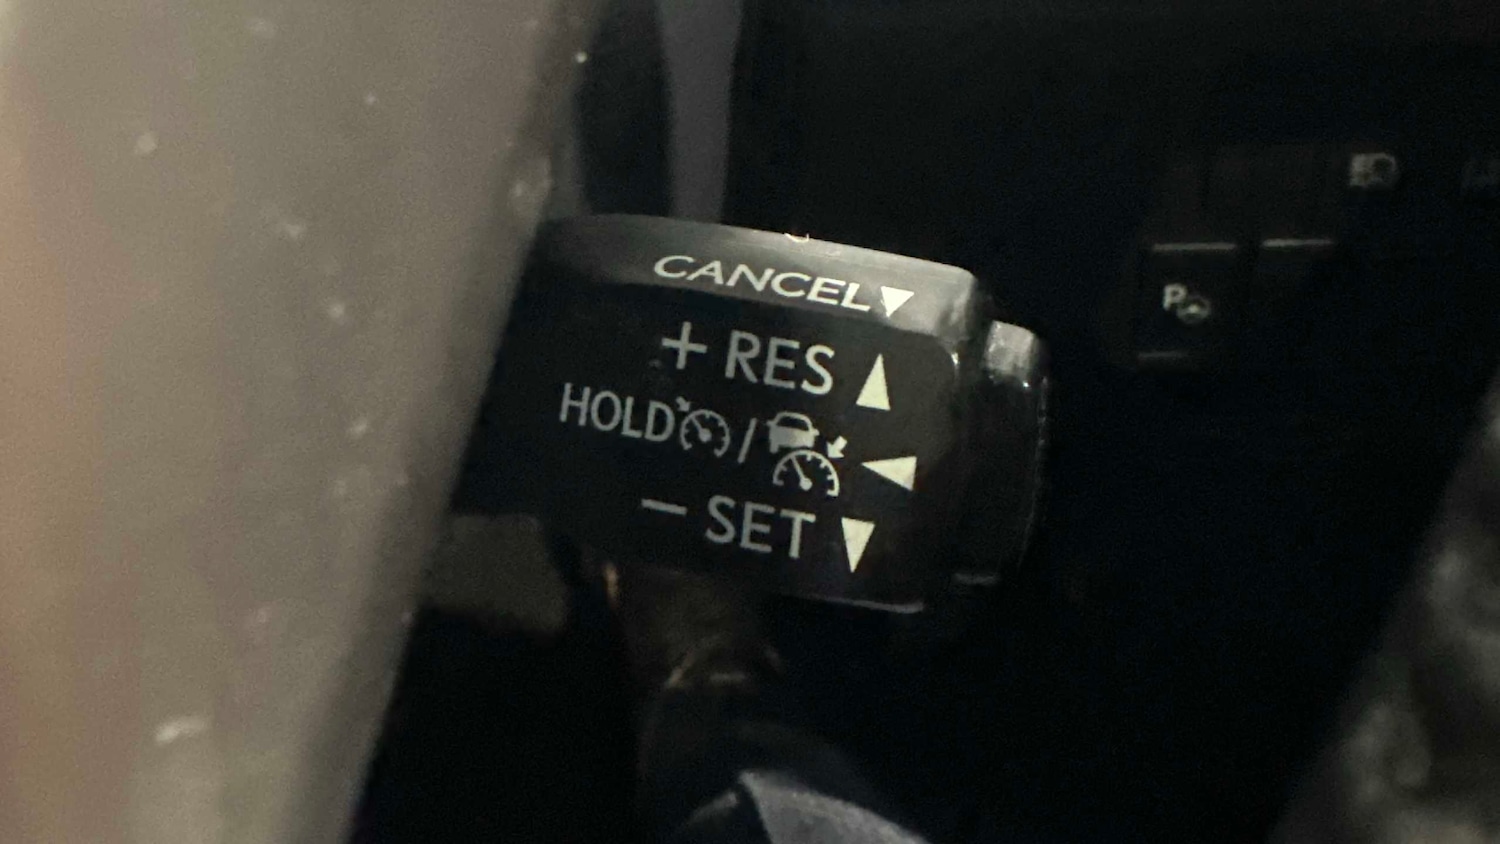 CANCEL▼
+ RES ▲
HOLD / ◀
− SET ▼
P